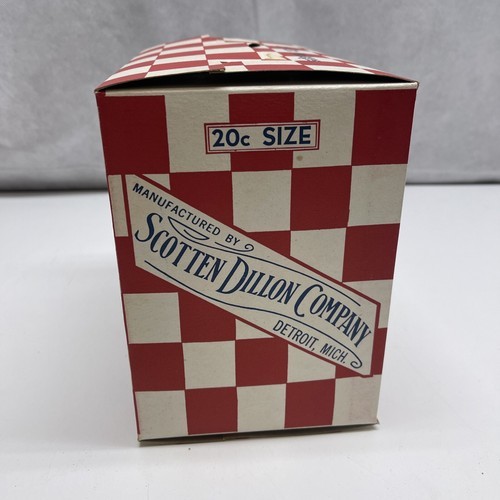 20c SIZE
MANUFACTURED BY
SCOTTEN DILLON COMPANY
DETROIT, MICH.